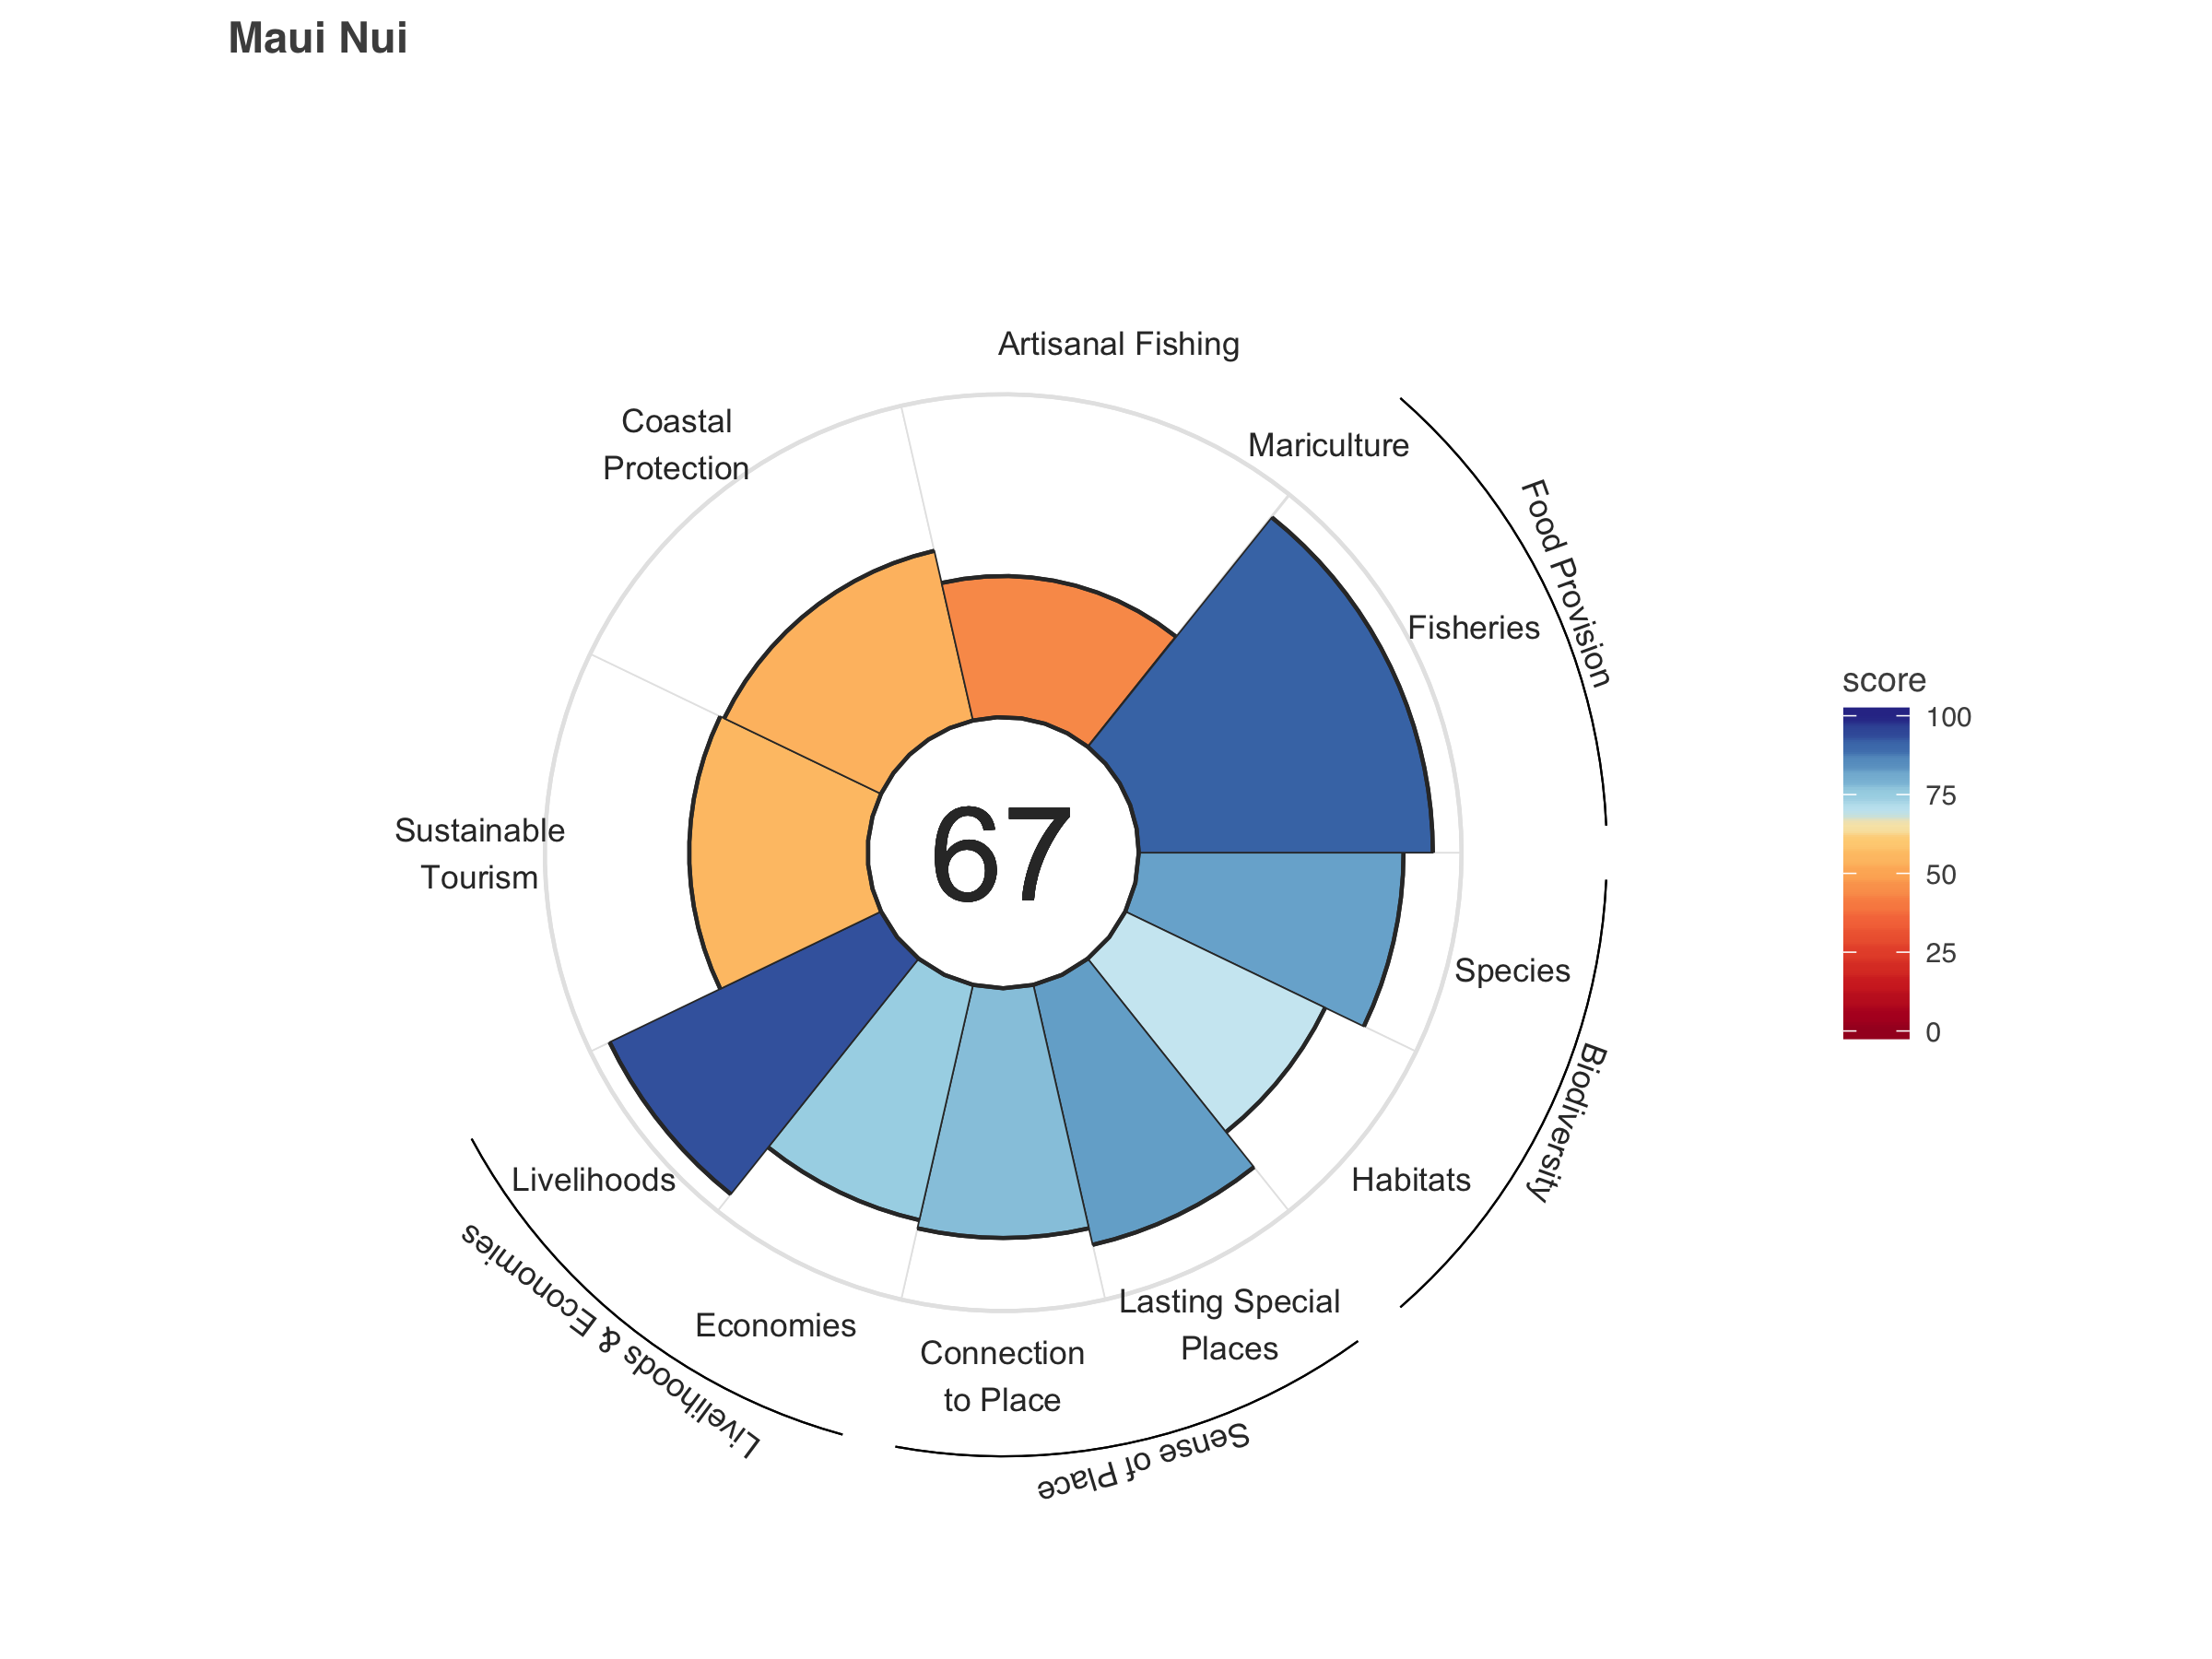 Maui Nui
Artisanal Fishing
Coastal
Protection
Mariculture
Food Provision
Fisheries
score
100
75
50
25
0
67
Sustainable
Tourism
Species
Biodiversity
Livelihoods
Habitats
Livelihoods & Economies
Economies
Lasting Special
Places
Connection
to Place
Sense of Place